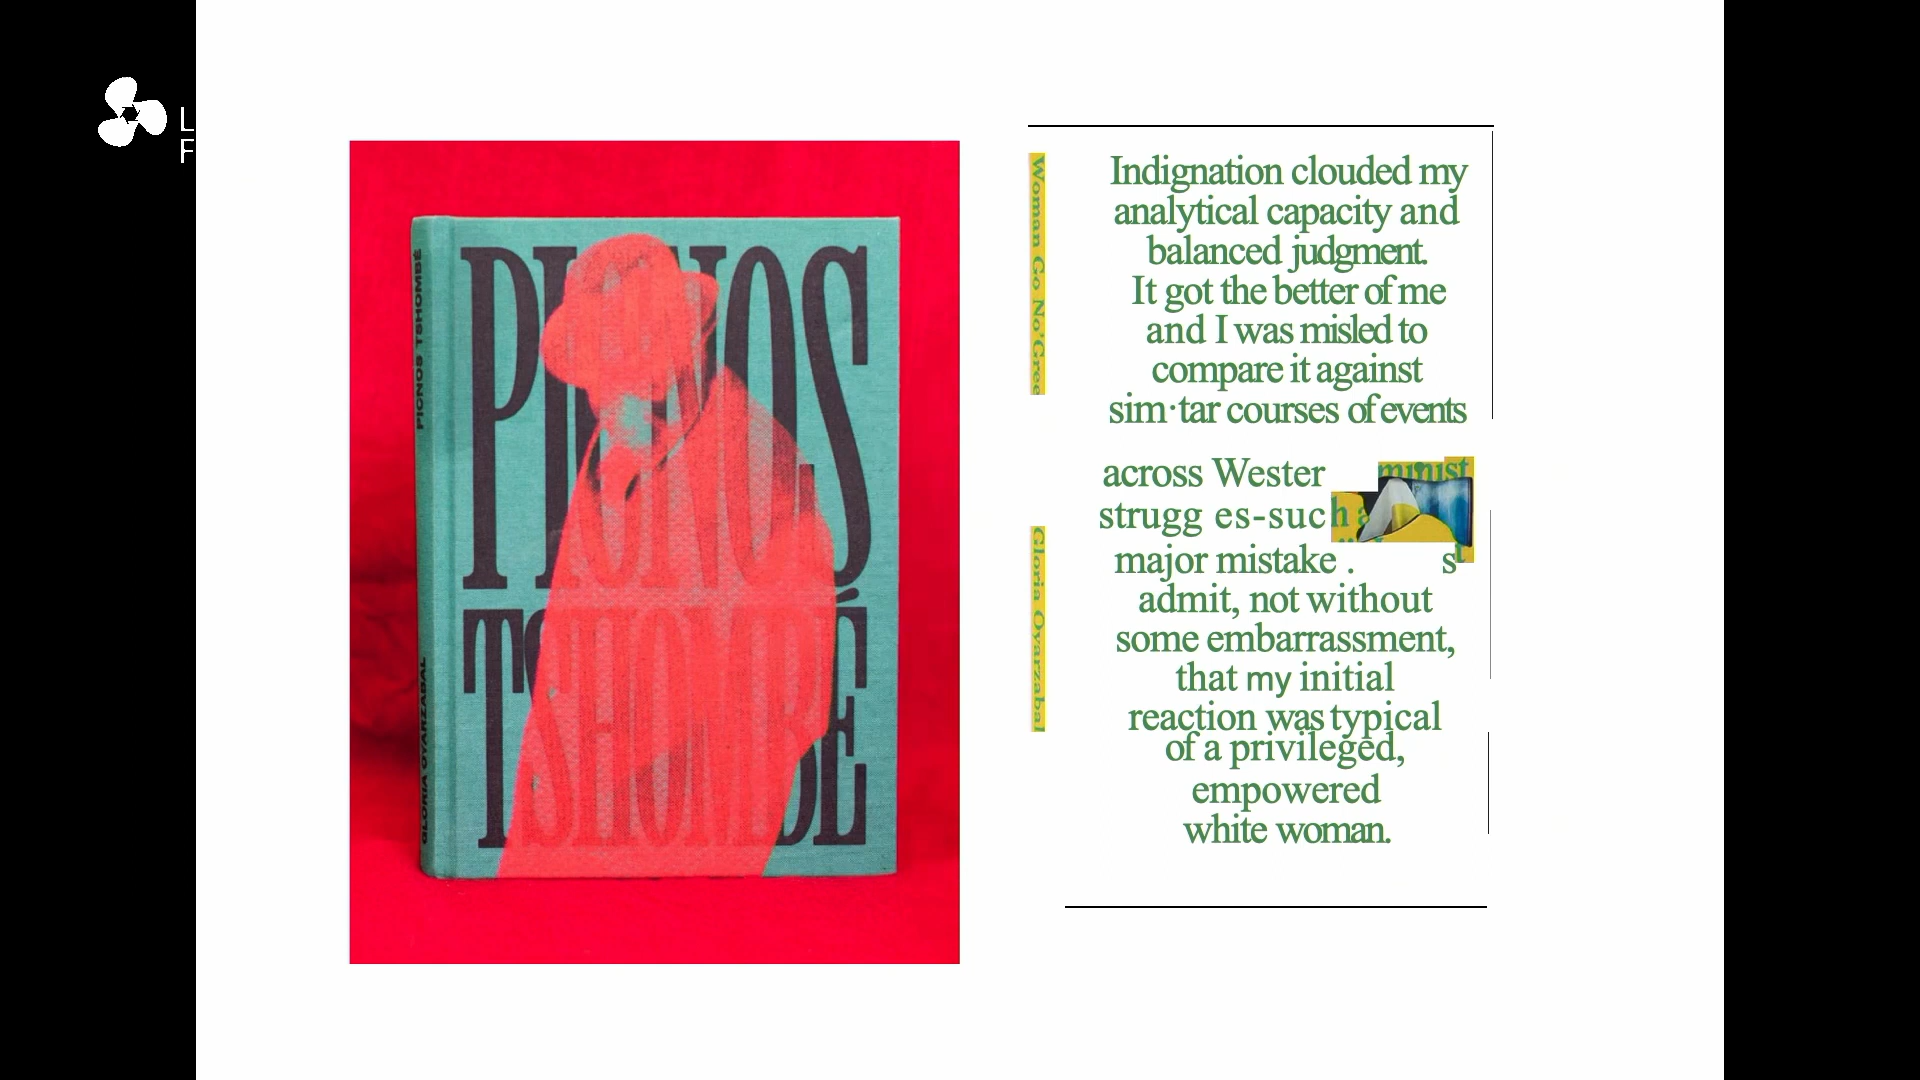 L
F
PICNOS TSHOMBÉ
GLORIA OYARZABAL
PICNOS
TSHOMBÉ
Woman Go No'Gree
Gloria Oyarzabal
Indignation clouded my
analytical capacity and
balanced judgment.
It got the better of me
and I was misled to
compare it against
sim·tar courses of events
across Wester minist
strugg es-such a
major mistake . st
admit, not without
some embarrassment,
that my initial
reaction was typical
of a privileged,
empowered
white woman.